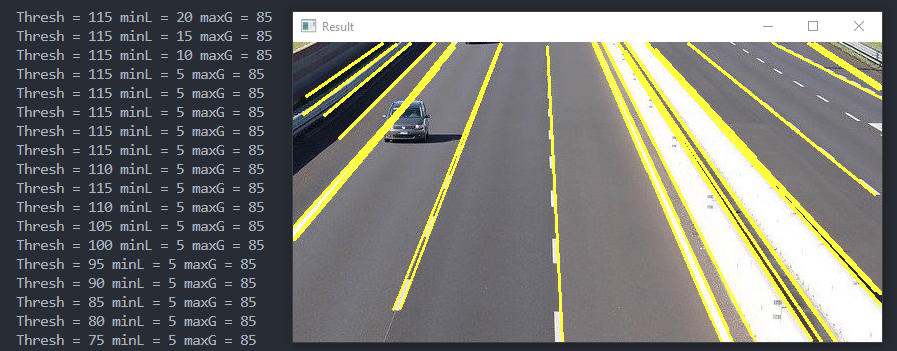 Thresh = 115 minL = 20 maxG = 85
Thresh = 115 minL = 15 maxG = 85
Thresh = 115 minL = 10 maxG = 85
Thresh = 115 minL = 5 maxG = 85
Thresh = 115 minL = 5 maxG = 85
Thresh = 115 minL = 5 maxG = 85
Thresh = 115 minL = 5 maxG = 85
Thresh = 115 minL = 5 maxG = 85
Thresh = 110 minL = 5 maxG = 85
Thresh = 115 minL = 5 maxG = 85
Thresh = 110 minL = 5 maxG = 85
Thresh = 105 minL = 5 maxG = 85
Thresh = 100 minL = 5 maxG = 85
Thresh = 95 minL = 5 maxG = 85
Thresh = 90 minL = 5 maxG = 85
Thresh = 85 minL = 5 maxG = 85
Thresh = 80 minL = 5 maxG = 85
Thresh = 75 minL = 5 maxG = 85
Result